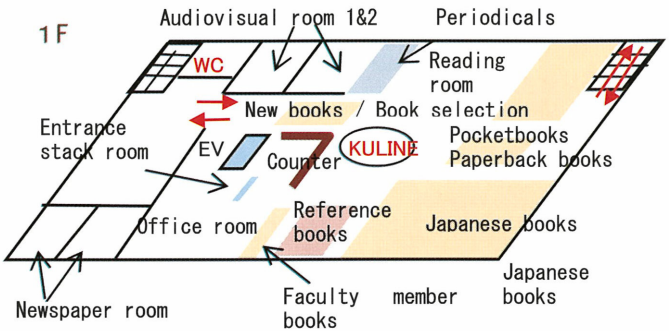 1F
Audiovisual room 1&2
Periodicals
WC
Reading
room
New books / Book selection
Entrance
stack room
EV
Counter
KULINE
Pocketbooks
Paperback books
Office room
Reference
books
Japanese books
Newspaper room
Faculty member
books
Japanese
books